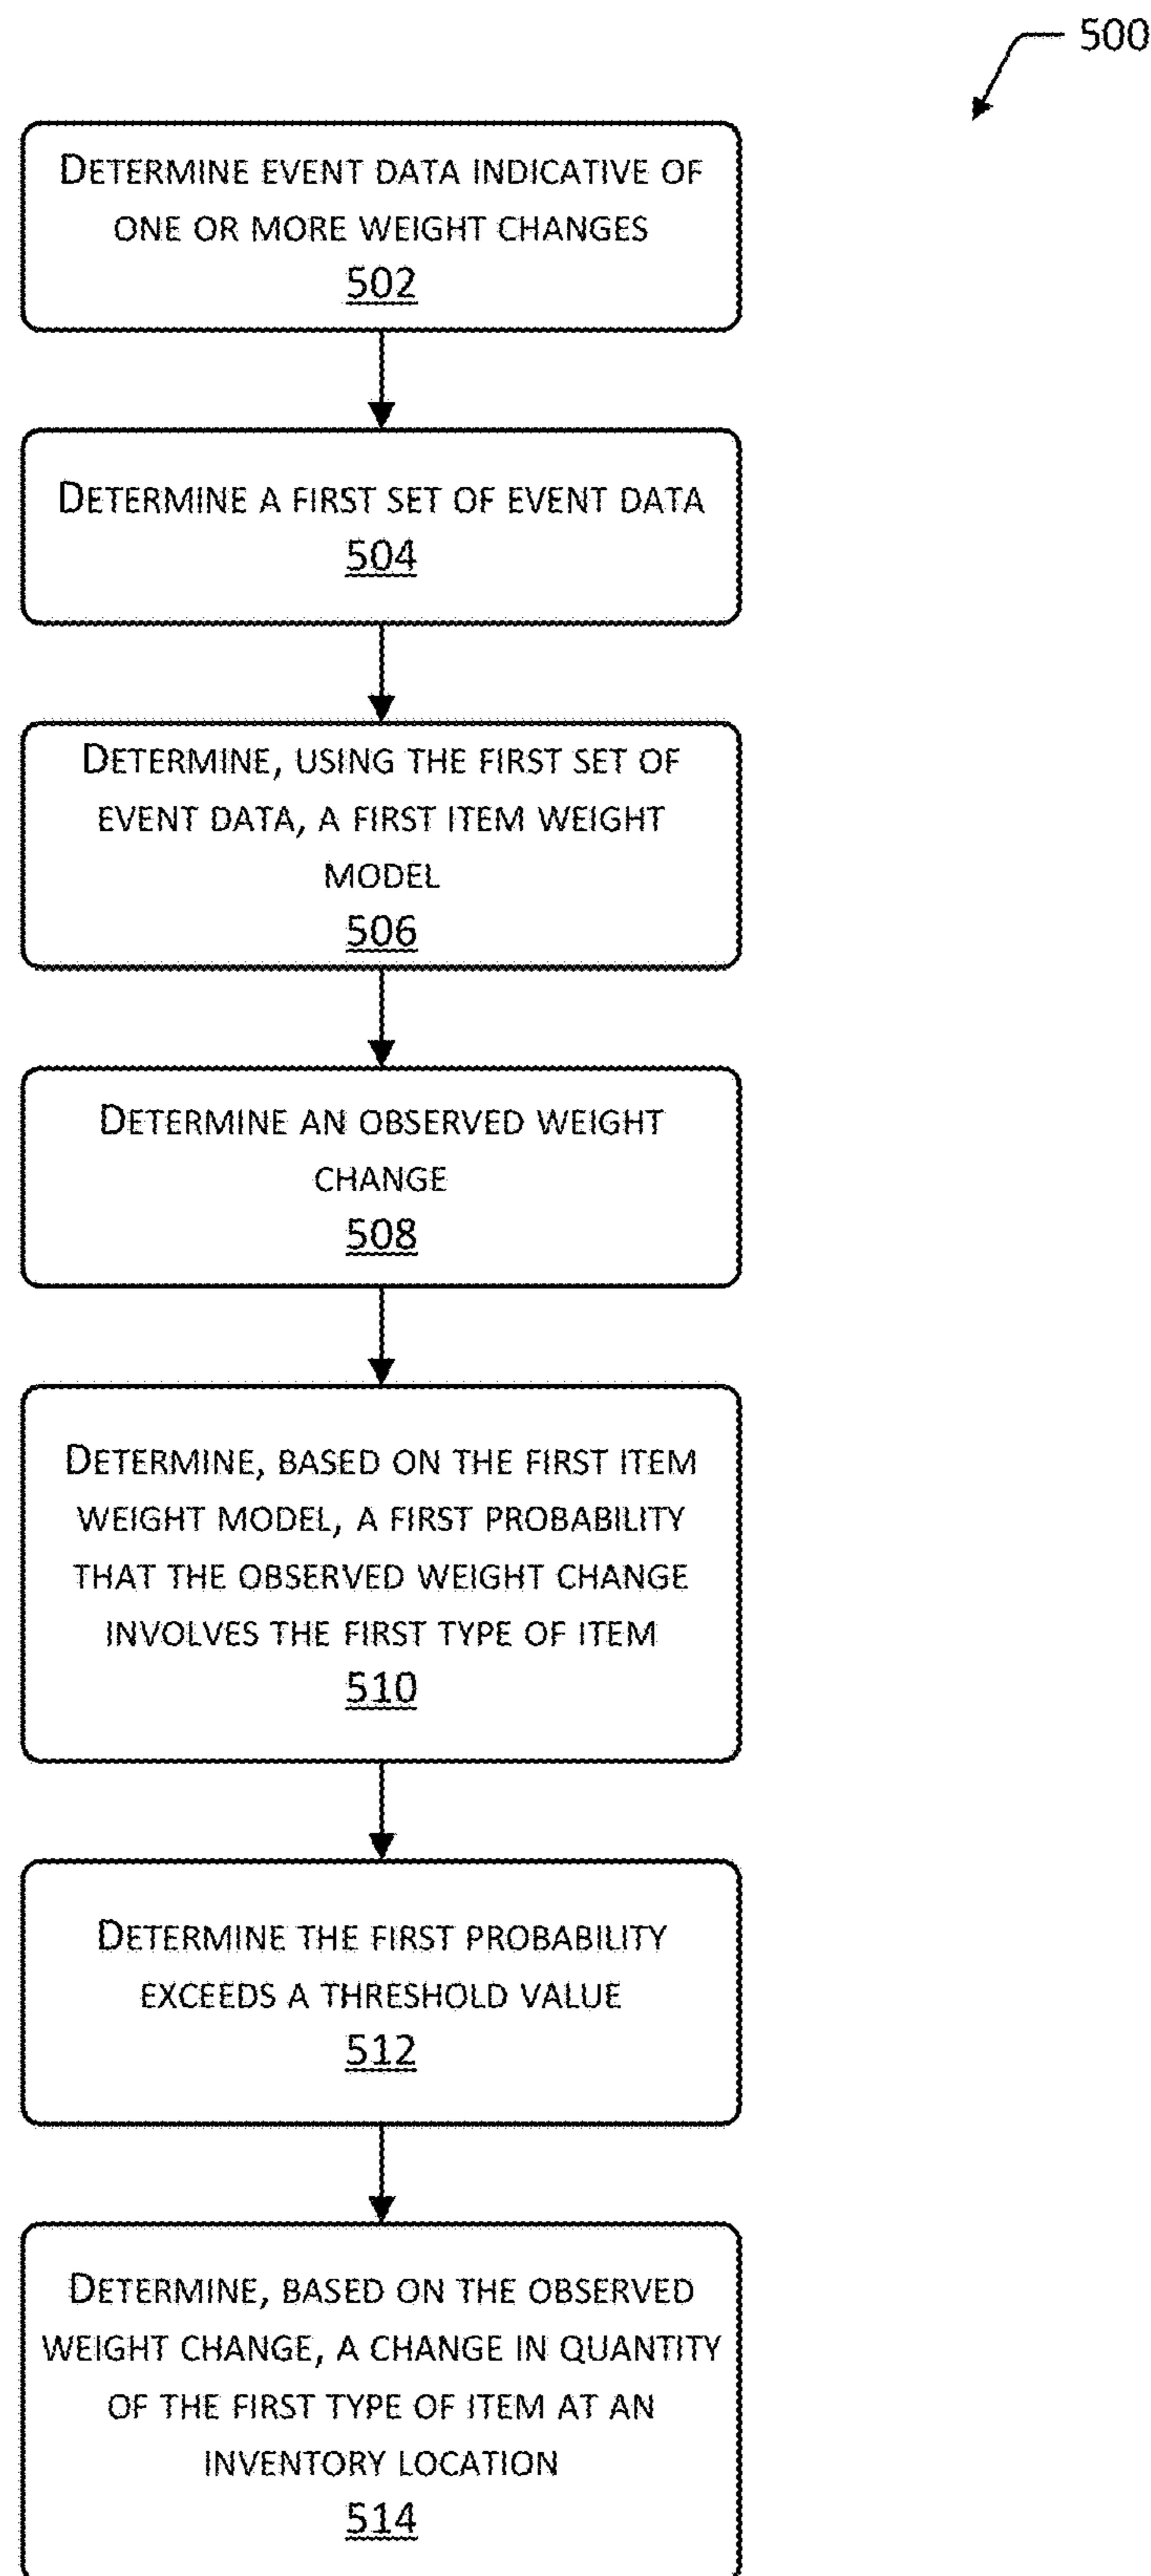 500
DETERMINE EVENT DATA INDICATIVE OF
ONE OR MORE WEIGHT CHANGES
502
DETERMINE A FIRST SET OF EVENT DATA
504
DETERMINE, USING THE FIRST SET OF
EVENT DATA, A FIRST ITEM WEIGHT
MODEL
506
DETERMINE AN OBSERVED WEIGHT
CHANGE
508
DETERMINE, BASED ON THE FIRST ITEM
WEIGHT MODEL, A FIRST PROBABILITY
THAT THE OBSERVED WEIGHT CHANGE
INVOLVES THE FIRST TYPE OF ITEM
510
DETERMINE THE FIRST PROBABILITY
EXCEEDS A THRESHOLD VALUE
512
DETERMINE, BASED ON THE OBSERVED
WEIGHT CHANGE, A CHANGE IN QUANTITY
OF THE FIRST TYPE OF ITEM AT AN
INVENTORY LOCATION
514